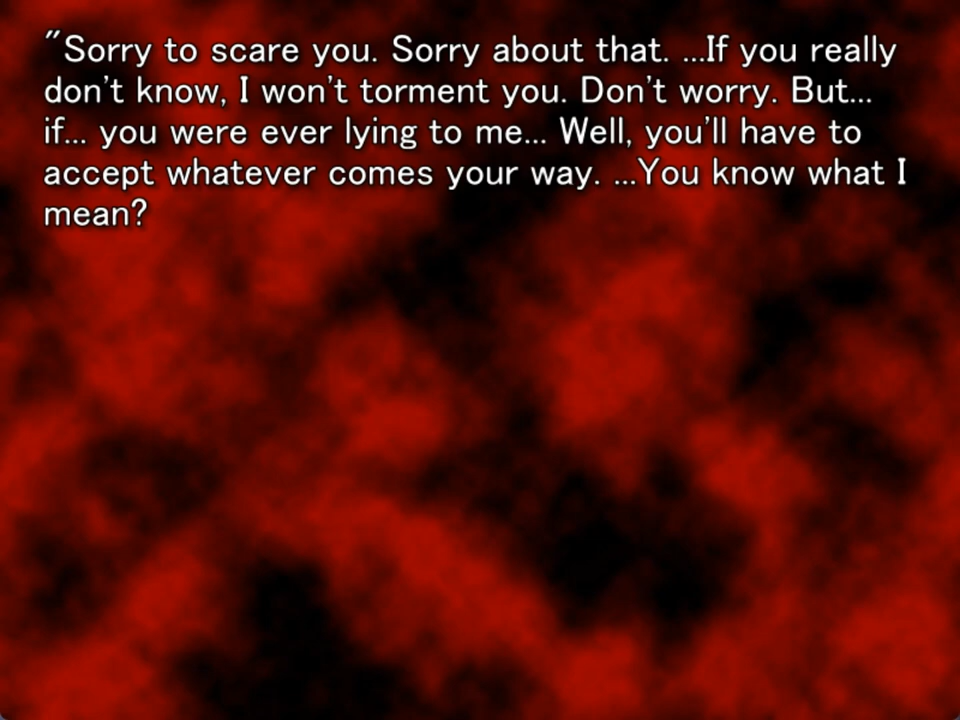 "Sorry to scare you. Sorry about that. ...If you really
don't know, I won't torment you. Don't worry. But...
if... you were ever lying to me... Well, you'll have to
accept whatever comes your way. ...You know what I
mean?